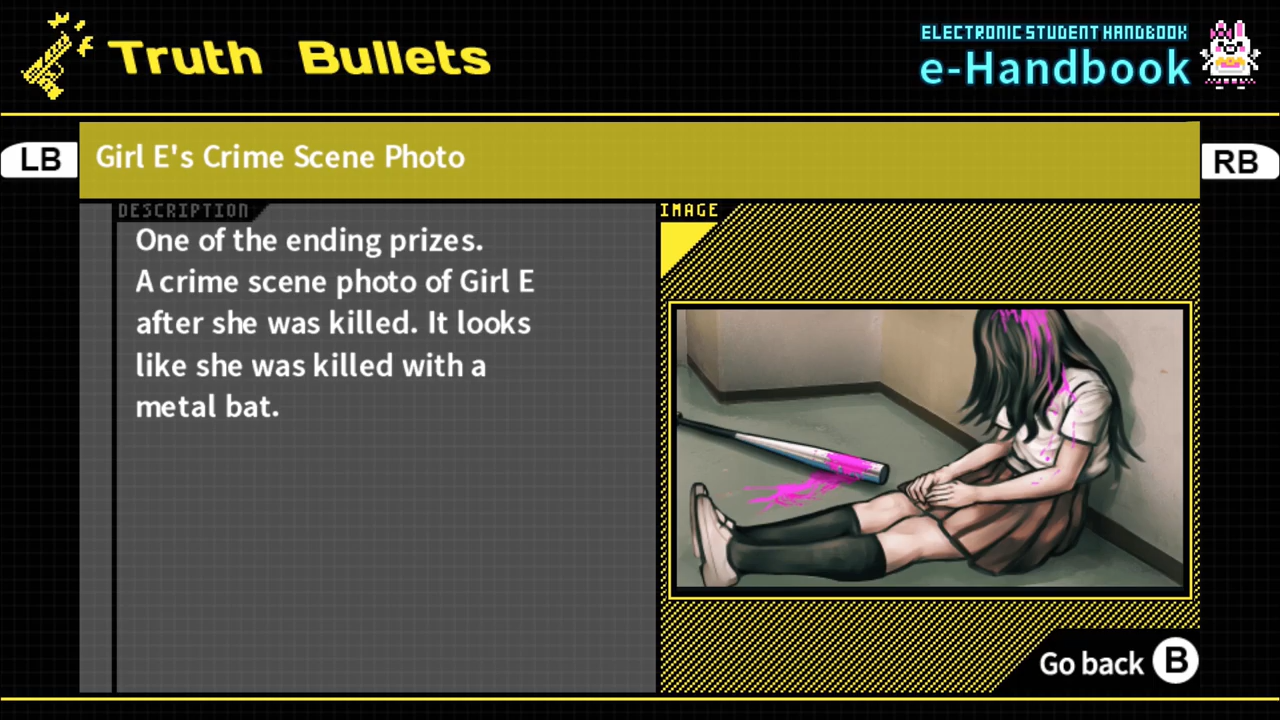 Truth Bullets
ELECTRONIC STUDENT HANDBOOK
e-Handbook
LB
Girl E's Crime Scene Photo
RB
DESCRIPTION
IMAGE
One of the ending prizes.
A crime scene photo of Girl E
after she was killed. It looks
like she was killed with a
metal bat.
Go back B